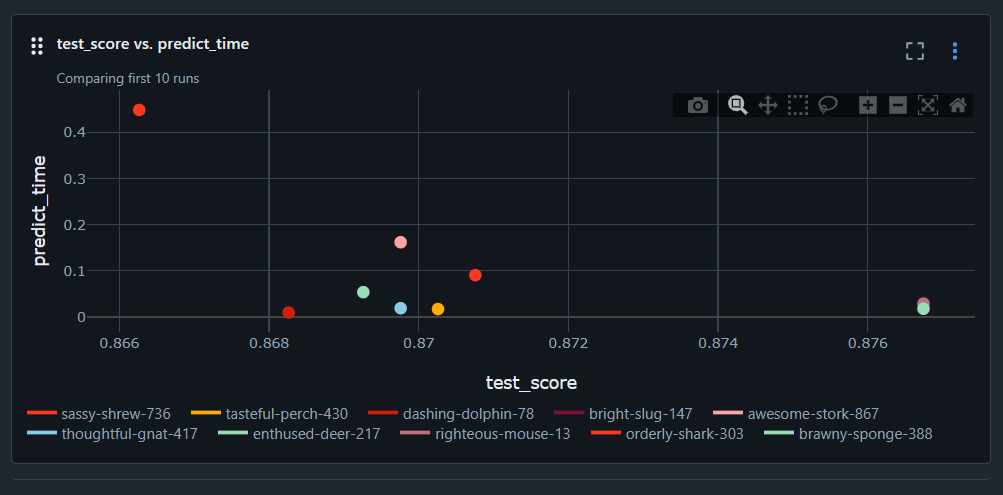 test_score vs. predict_time
Comparing first 10 runs
predict_time
0.4
0.3
0.2
0.1
0
0.866 0.868 0.87 0.872 0.874 0.876
test_score
sassy-shrew-736 tasteful-perch-430 dashing-dolphin-78 bright-slug-147 awesome-stork-867
thoughtful-gnat-417 enthused-deer-217 righteous-mouse-13 orderly-shark-303 brawny-sponge-388